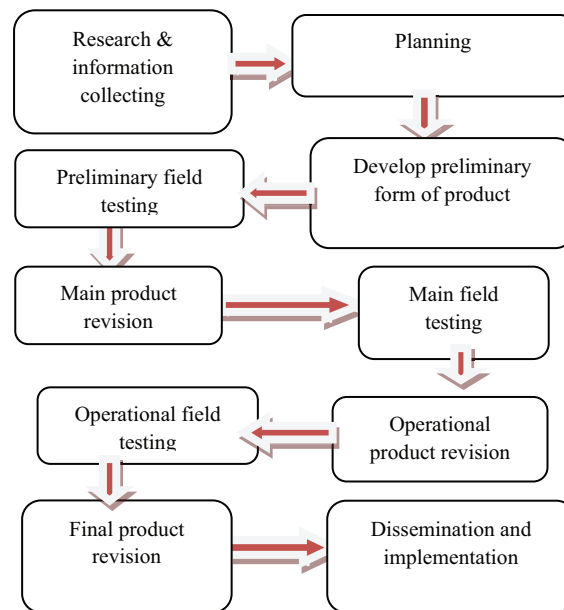 Research &
information
collecting
Planning
Develop preliminary
form of product
Preliminary field
testing
Main product
revision
Main field
testing
Operational
product revision
Operational field
testing
Final product
revision
Dissemination and
implementation